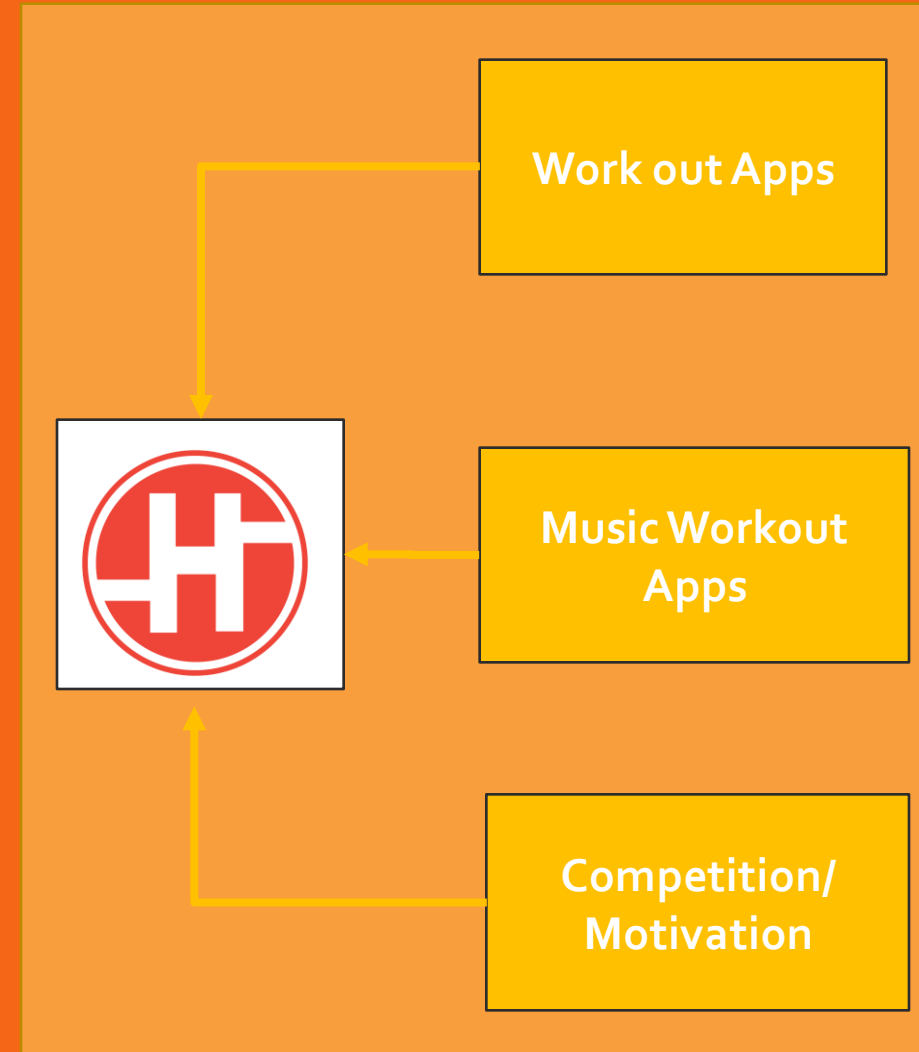 Work out Apps
H
Music Workout
Apps
Competition/
Motivation